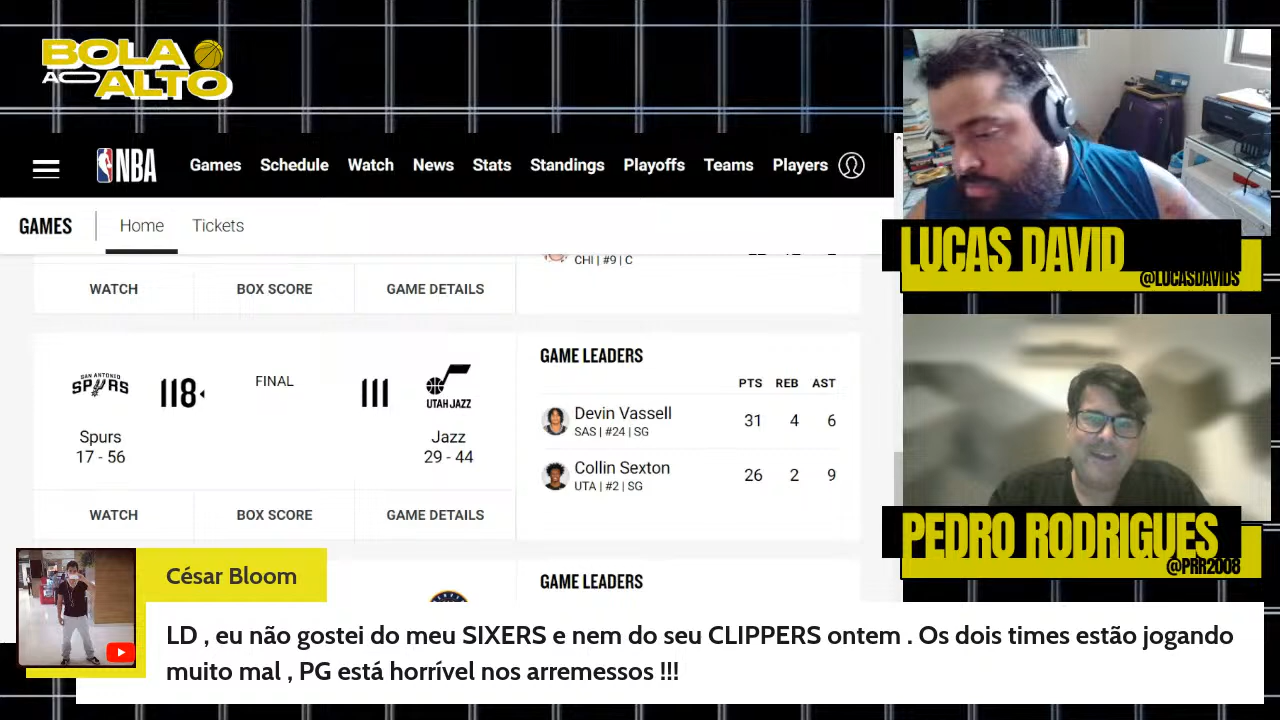 BOLA
AO ALTO
NBA
Games Schedule Watch News Stats Standings Playoffs Teams Players
GAMES Home Tickets
CHI | #9 | C
WATCH BOX SCORE GAME DETAILS
GAME LEADERS
PTS REB AST
SAN ANTONIO
SPURS
118 FINAL 111
UTAH JAZZ
Spurs Jazz
17 - 56 29 - 44
Devin Vassell 31 4 6
SAS | #24 | SG
Collin Sexton 26 2 9
UTA | #2 | SG
WATCH BOX SCORE GAME DETAILS
GAME LEADERS
LUCAS DAVID
@LUCASDAVIDS
PEDRO RODRIGUES
@PRR2008
César Bloom
LD , eu não gostei do meu SIXERS e nem do seu CLIPPERS ontem . Os dois times estão jogando
muito mal , PG está horrível nos arremessos !!!